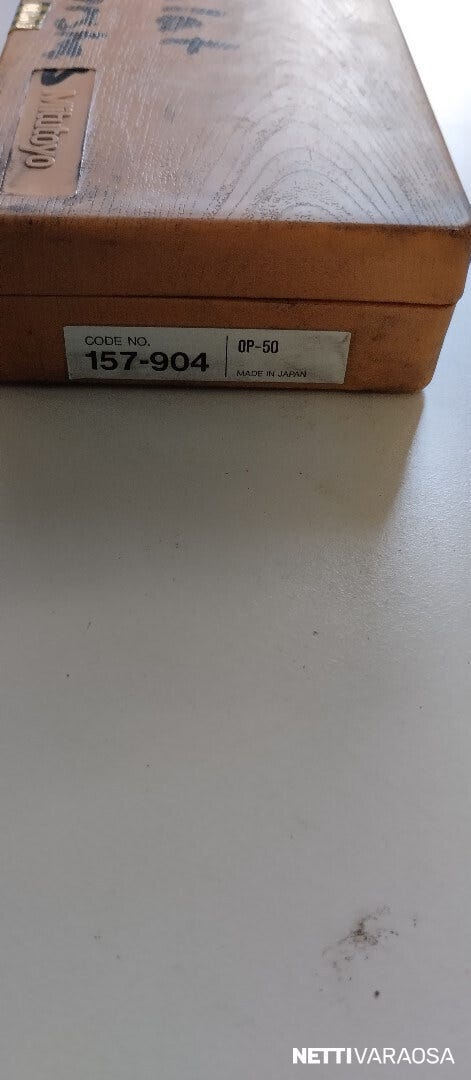 Mitutoyo
CODE NO.
157-904
OP-50
MADE IN JAPAN
NETTIVARAOSA